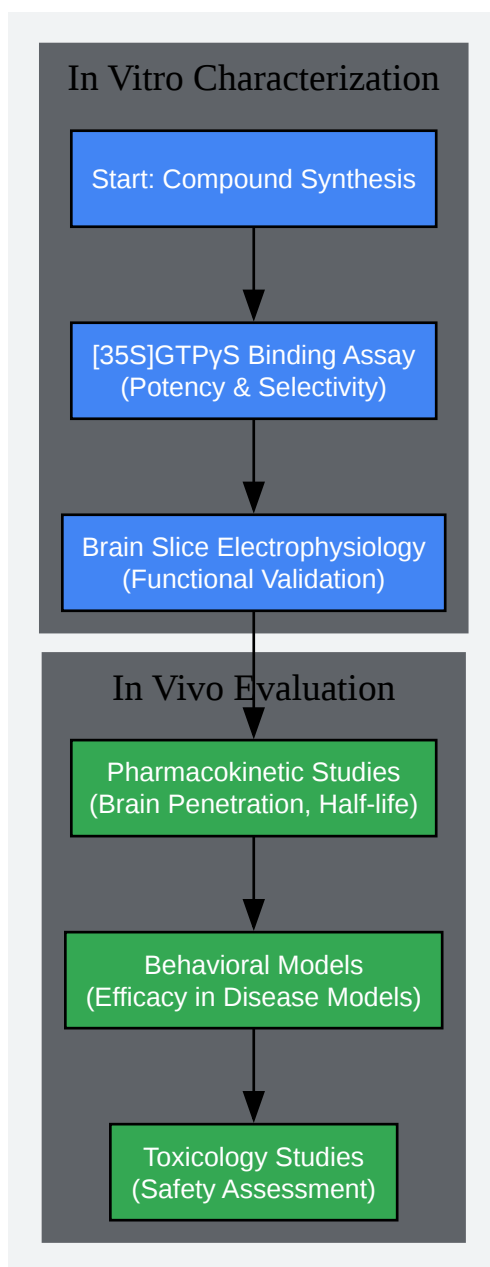 In Vitro Characterization
Start: Compound Synthesis
[35S]GTPγS Binding Assay
(Potency & Selectivity)
Brain Slice Electrophysiology
(Functional Validation)
In Vivo Evaluation
Pharmacokinetic Studies
(Brain Penetration, Half-life)
Behavioral Models
(Efficacy in Disease Models)
Toxicology Studies
(Safety Assessment)